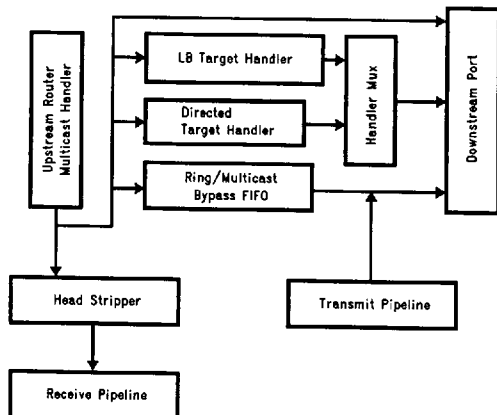 Upstream Router
Multicast Handler
LB Target Handler
Directed
Target Handler
Ring/Multicast
Bypass FIFO
Handler Mux
Downstream Port
Head Stripper
Transmit Pipeline
Receive Pipeline